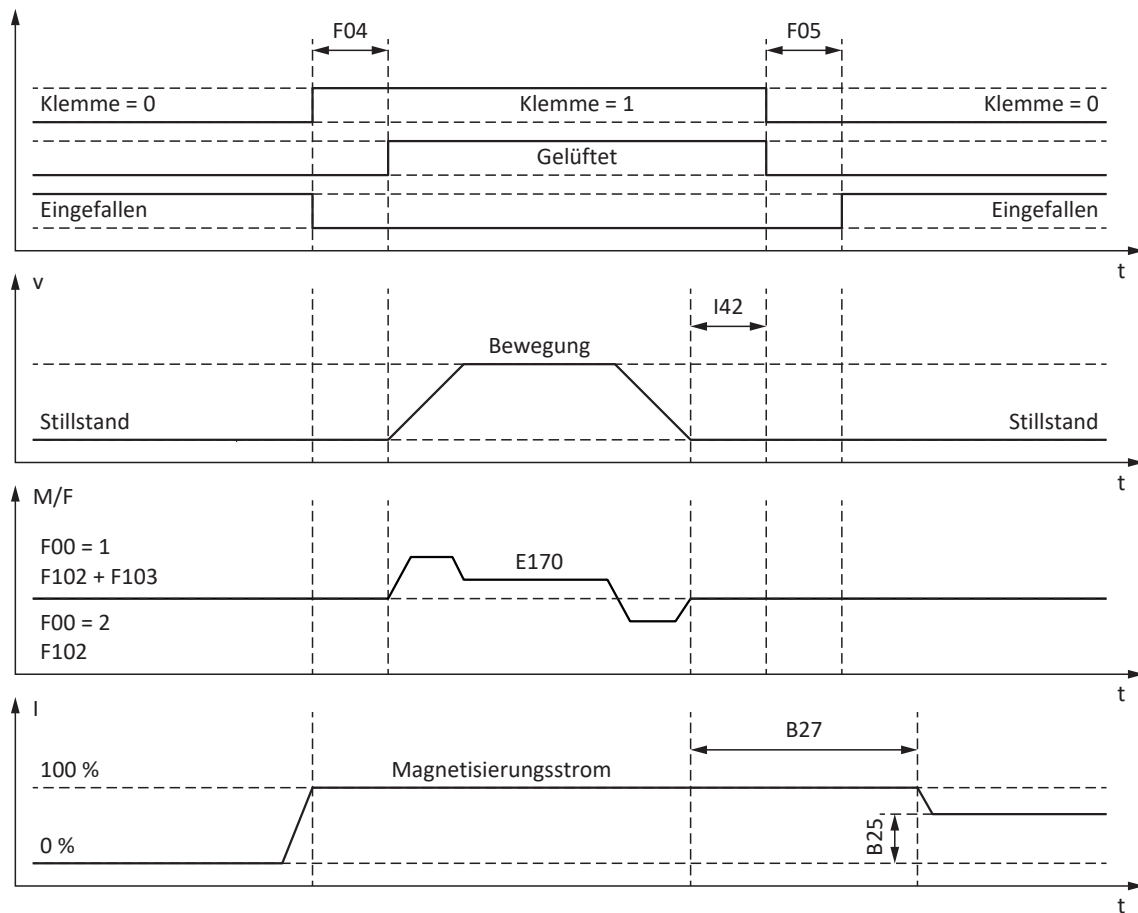 F04
F05
Klemme = 0
Klemme = 1
Klemme = 0
Gelüftet
Eingefallen
Eingefallen
t
v
I42
Bewegung
Stillstand
Stillstand
t
M/F
F00 = 1
F102 + F103
E170
F00 = 2
F102
t
I
B27
100 %
Magnetisierungsstrom
B25
0 %
t